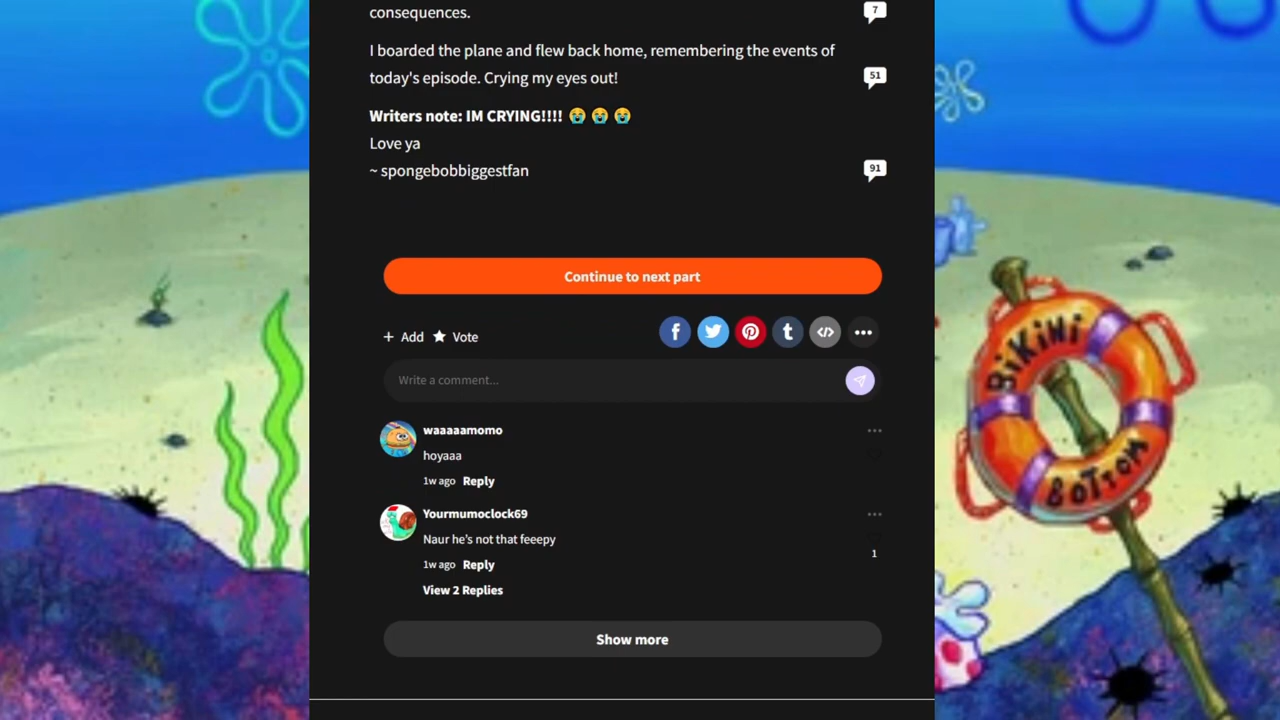 consequences.
7
I boarded the plane and flew back home, remembering the events of
today's episode. Crying my eyes out!
51
Writers note: IM CRYING!!!! 😭 😭 😭
Love ya
~ spongebobbiggestfan
91
Continue to next part
+ Add ★ Vote
Write a comment...
waaaaamomo
hoyaaa
1w ago Reply
Yourmumoclock69
Naur he's not that feeepy
1
1w ago Reply
View 2 Replies
Show more
BIKINI
BOTTOM